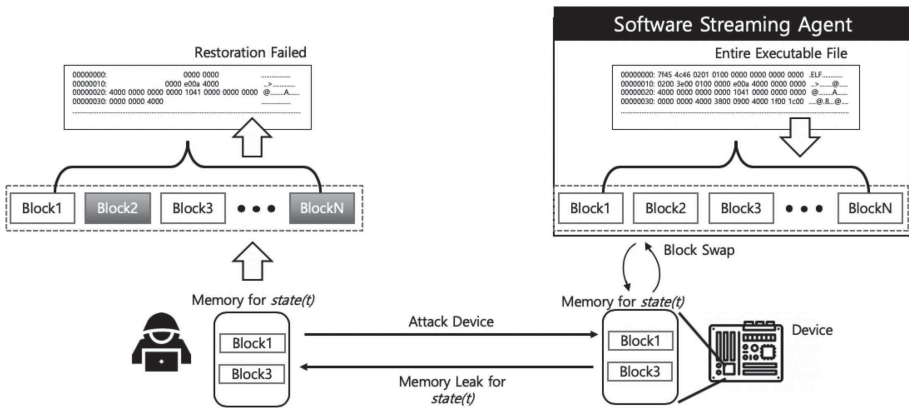 Software Streaming Agent
Restoration Failed
00000000: 0000 0000 ..............
00000010: 0000 e00a 4000 ..>............
00000020: 4000 0000 0000 0000 1041 0000 0000 0000 @.......A......
00000030: 0000 0000 4000 ..............
Entire Executable File
00000000: 7f45 4c46 0201 0100 0000 0000 0000 0000 .ELF...........
00000010: 0200 3e00 0100 0000 e00a 4000 0000 0000 ..>.......@.....
00000020: 4000 0000 0000 0000 1041 0000 0000 0000 @........A......
00000030: 0000 0000 4000 3800 0900 4000 1f00 1c00 ....@.8...@....
Block1
Block2
Block3
BlockN
Block1
Block2
Block3
BlockN
Block Swap
Memory for state(t)
Block1
Block3
Attack Device
Memory Leak for
state(t)
Memory for state(t)
Block1
Block3
Device